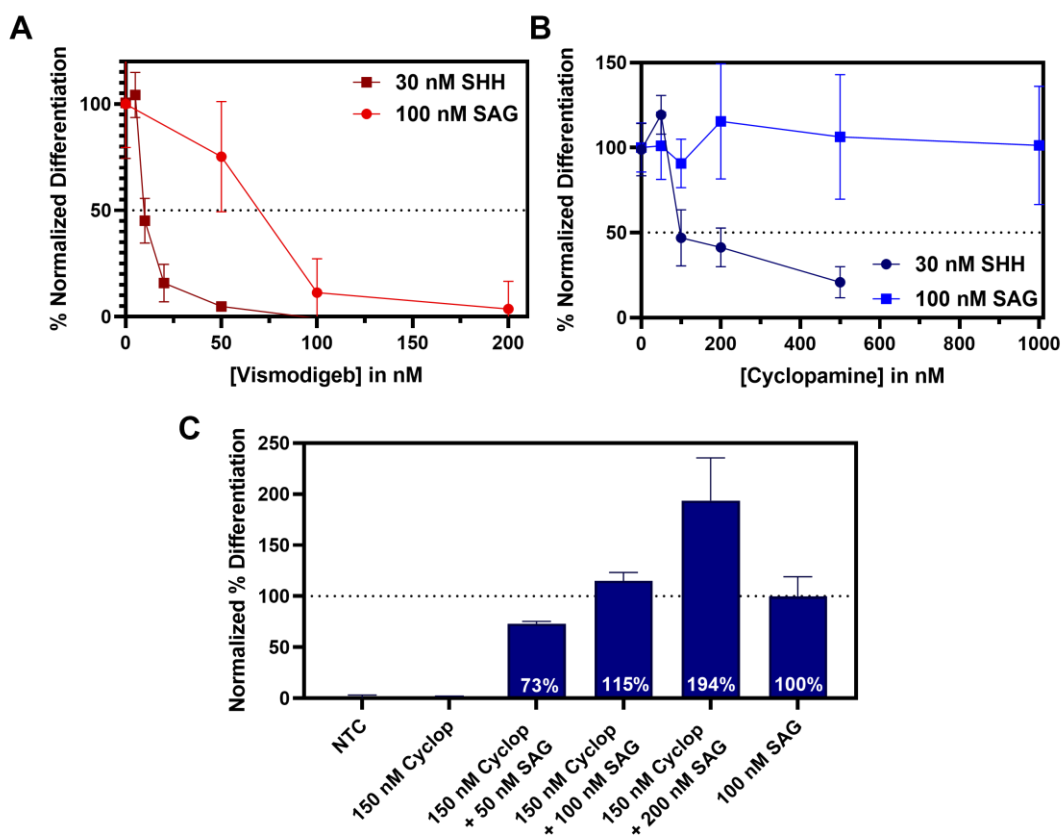 A
% Normalized Differentiation
100
50
0
0
50
100
150
200
[Vismodigeb] in nM
30 nM SHH
100 nM SAG
B
% Normalized Differentiation
150
100
50
0
0
200
400
600
800
1000
[Cyclopamine] in nM
30 nM SHH
100 nM SAG
C
Normalized % Differentiation
250
200
150
100
50
0
73%
115%
194%
100%
NTC
150 nM Cyclop
150 nM Cyclop
+ 50 nM SAG
150 nM Cyclop
+ 100 nM SAG
150 nM Cyclop
+ 200 nM SAG
100 nM SAG